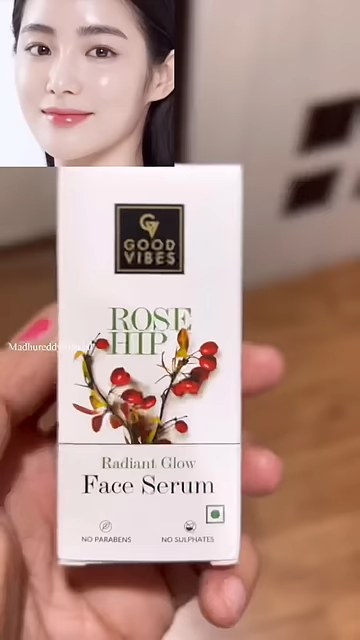 GOOD
VIBES
ROSE
HIP
Radiant Glow
Face Serum
NO PARABENS
NO SULPHATES